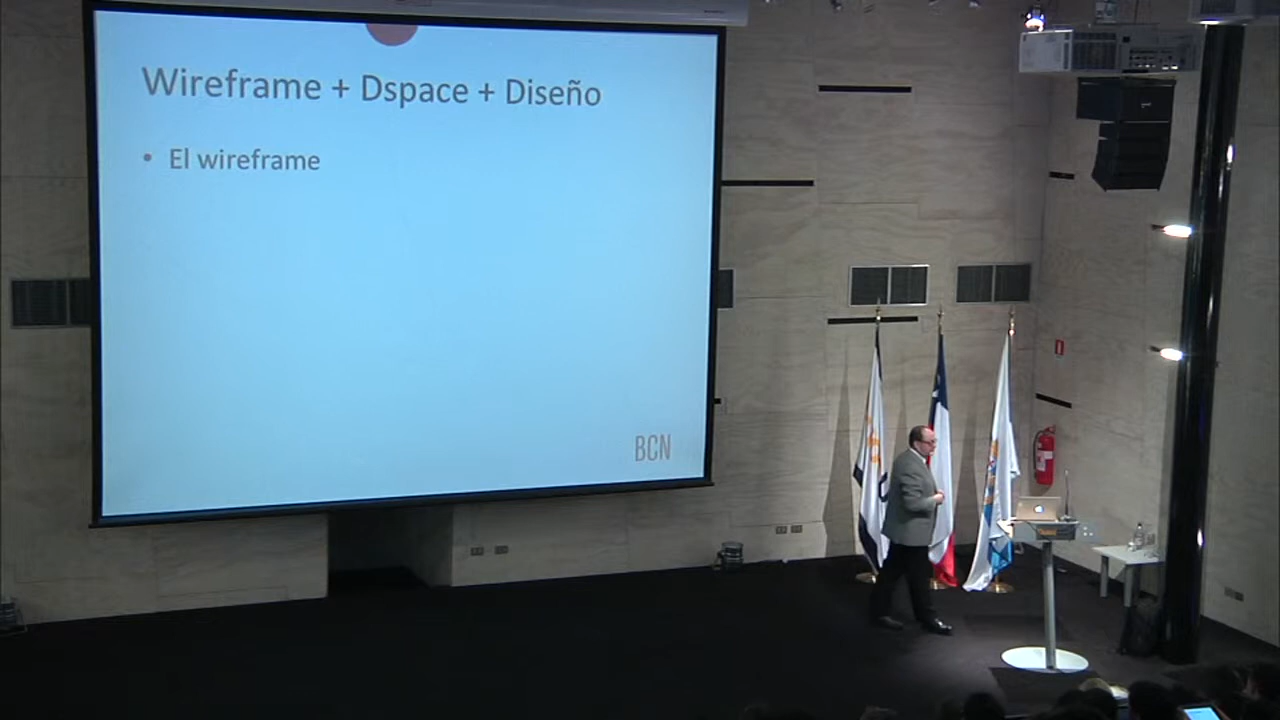 Wireframe + Dspace + Diseño
• El wireframe
BCN